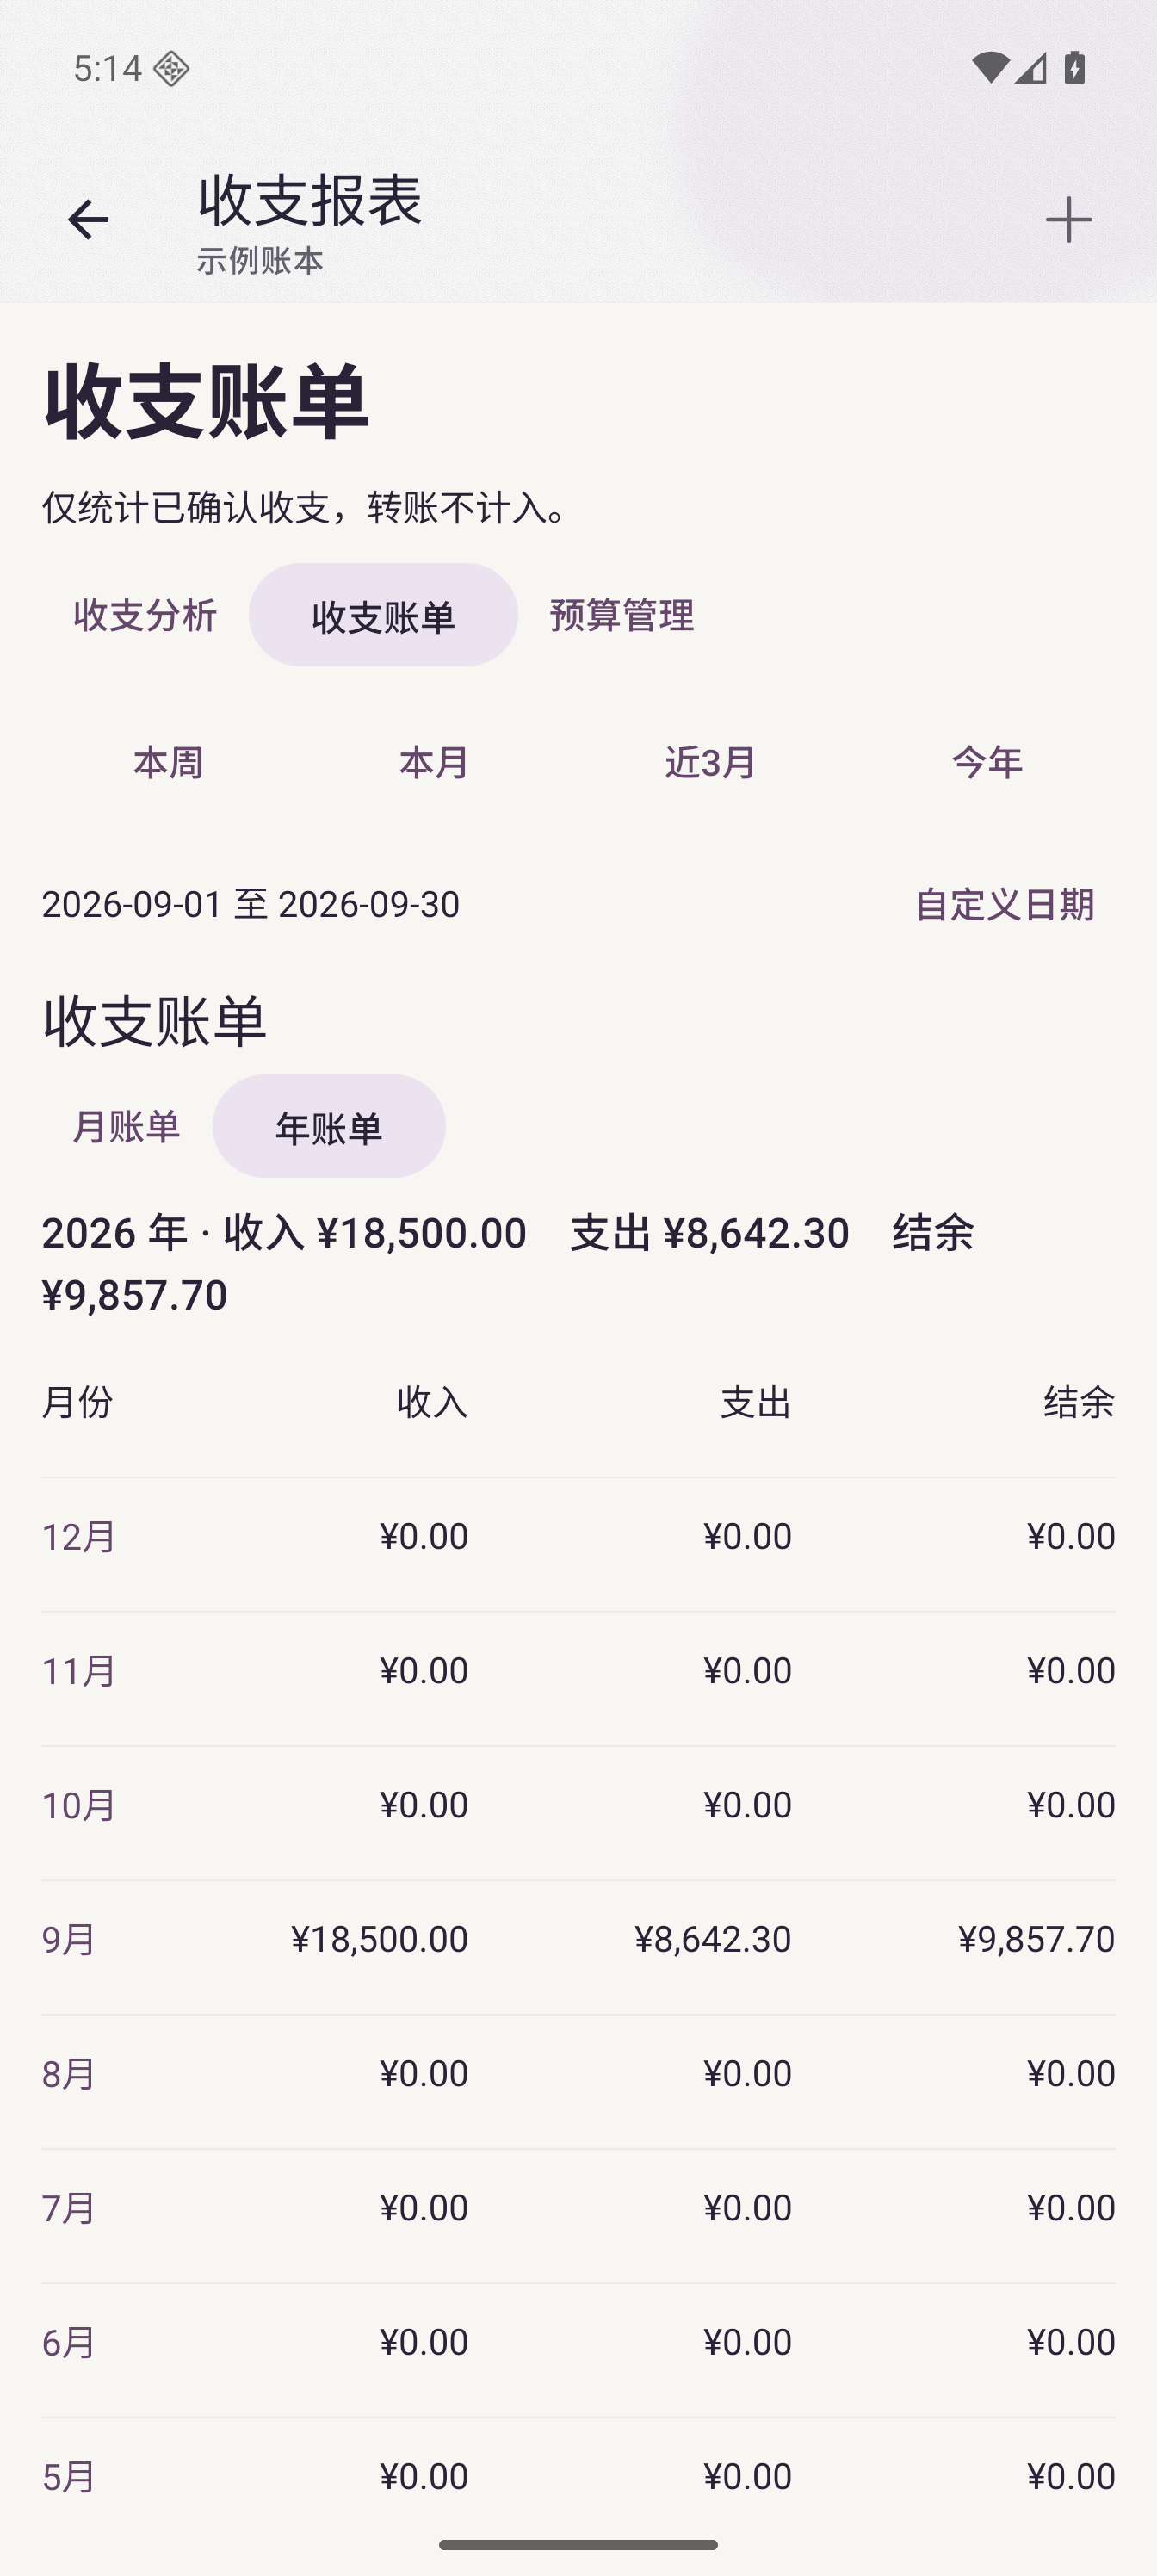 5:14
收支报表
示例账本
收支账单
仅统计已确认收支，转账不计入。
收支分析 收支账单 预算管理
本周 本月 近3月 今年
2026-09-01 至 2026-09-30 自定义日期
收支账单
月账单 年账单
2026 年 · 收入 ¥18,500.00　支出 ¥8,642.30　结余
¥9,857.70
月份 收入 支出 结余
12月 ¥0.00 ¥0.00 ¥0.00
11月 ¥0.00 ¥0.00 ¥0.00
10月 ¥0.00 ¥0.00 ¥0.00
9月 ¥18,500.00 ¥8,642.30 ¥9,857.70
8月 ¥0.00 ¥0.00 ¥0.00
7月 ¥0.00 ¥0.00 ¥0.00
6月 ¥0.00 ¥0.00 ¥0.00
5月 ¥0.00 ¥0.00 ¥0.00